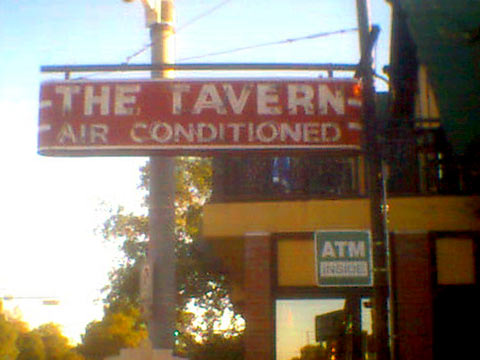 THE TAVERN
AIR CONDITIONED
ATM
INSIDE